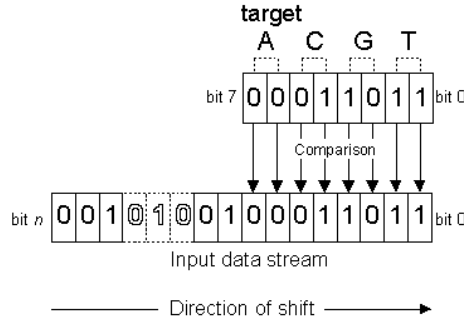 target
A C G T
bit 7 0 0 0 1 1 0 1 1 bit 0
Comparison
bit n 0 0 1 0 1 0 0 1 0 0 0 1 1 0 1 1 bit 0
Input data stream
Direction of shift